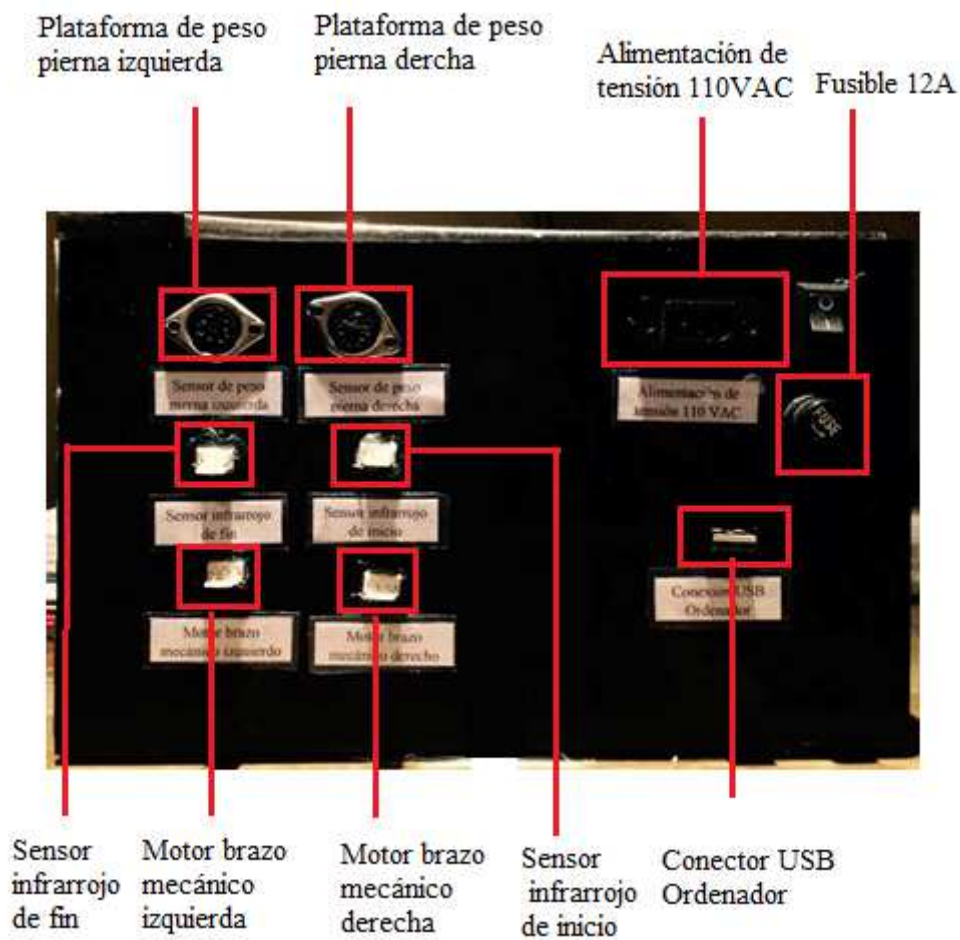 Plataforma de peso
pierna izquierda
Plataforma de peso
pierna dercha
Alimentación de
tensión 110VAC
Fusible 12A
Sensor de peso
pierna izquierda
Sensor de peso
pierna derecha
Alimentación de
tensión 110 VAC
FUSE
Sensor infrarrojo
de fin
Sensor infrarrojo
de inicio
Conexion USB
Ordenador
Motor brazo
mecánico izquierdo
Motor brazo
mecánico derecho
Sensor
infrarrojo
de fin
Motor brazo
mecánico
izquierda
Motor brazo
mecánico
derecha
Sensor
infrarrojo
de inicio
Conector USB
Ordenador